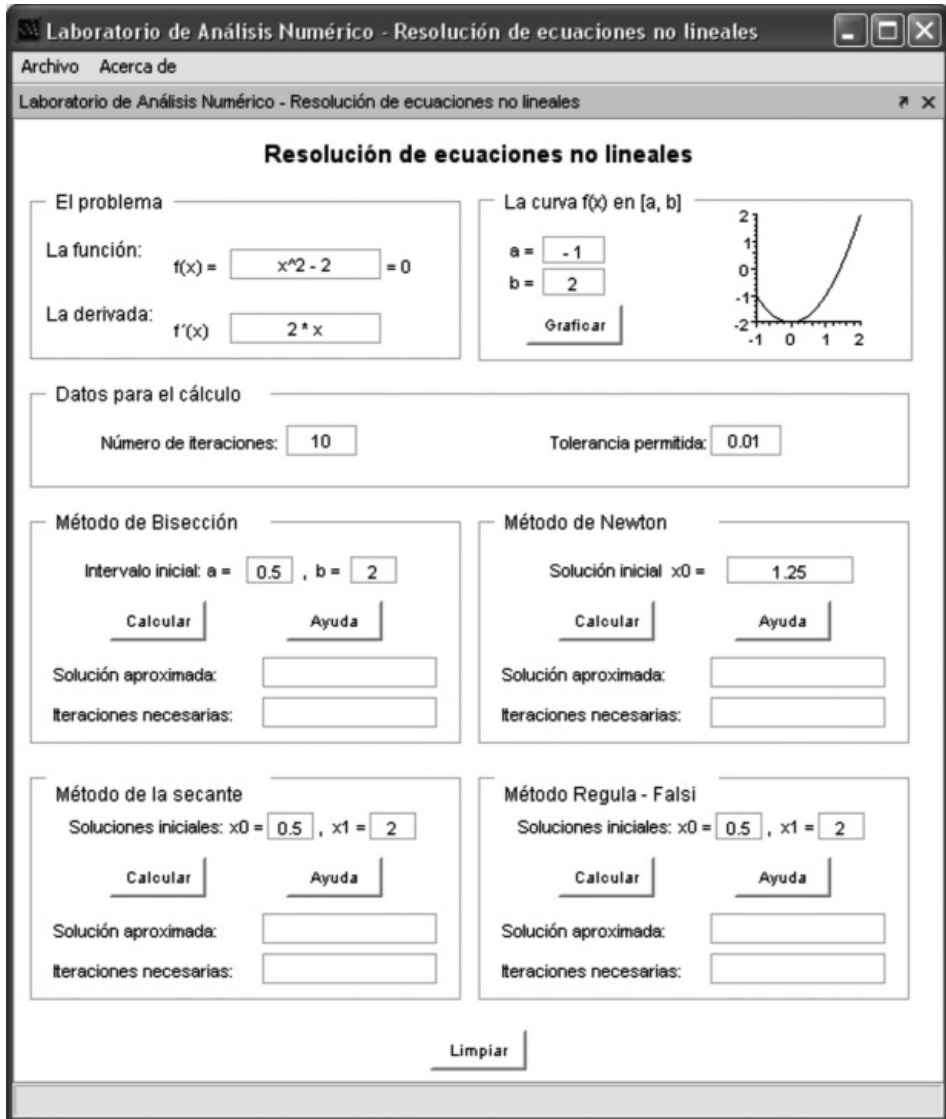 Laboratorio de Análisis Numérico - Resolución de ecuaciones no lineales
Archivo Acerca de
Laboratorio de Análisis Numérico - Resolución de ecuaciones no lineales
Resolución de ecuaciones no lineales
El problema
La función: f(x) = x^2 - 2 = 0
La derivada: f´(x) 2 * x
La curva f(x) en [a, b]
a = -1
b = 2
Graficar
2
1
0
-1
-2
-1 0 1 2
Datos para el cálculo
Número de iteraciones: 10
Tolerancia permitida: 0.01
Método de Bisección
Intervalo inicial: a = 0.5 , b = 2
Calcular Ayuda
Solución aproximada:
Iteraciones necesarias:
Método de Newton
Solución inicial x0 = 1.25
Calcular Ayuda
Solución aproximada:
Iteraciones necesarias:
Método de la secante
Soluciones iniciales: x0 = 0.5 , x1 = 2
Calcular Ayuda
Solución aproximada:
Iteraciones necesarias:
Método Regula - Falsi
Soluciones iniciales: x0 = 0.5 , x1 = 2
Calcular Ayuda
Solución aproximada:
Iteraciones necesarias:
Limpiar